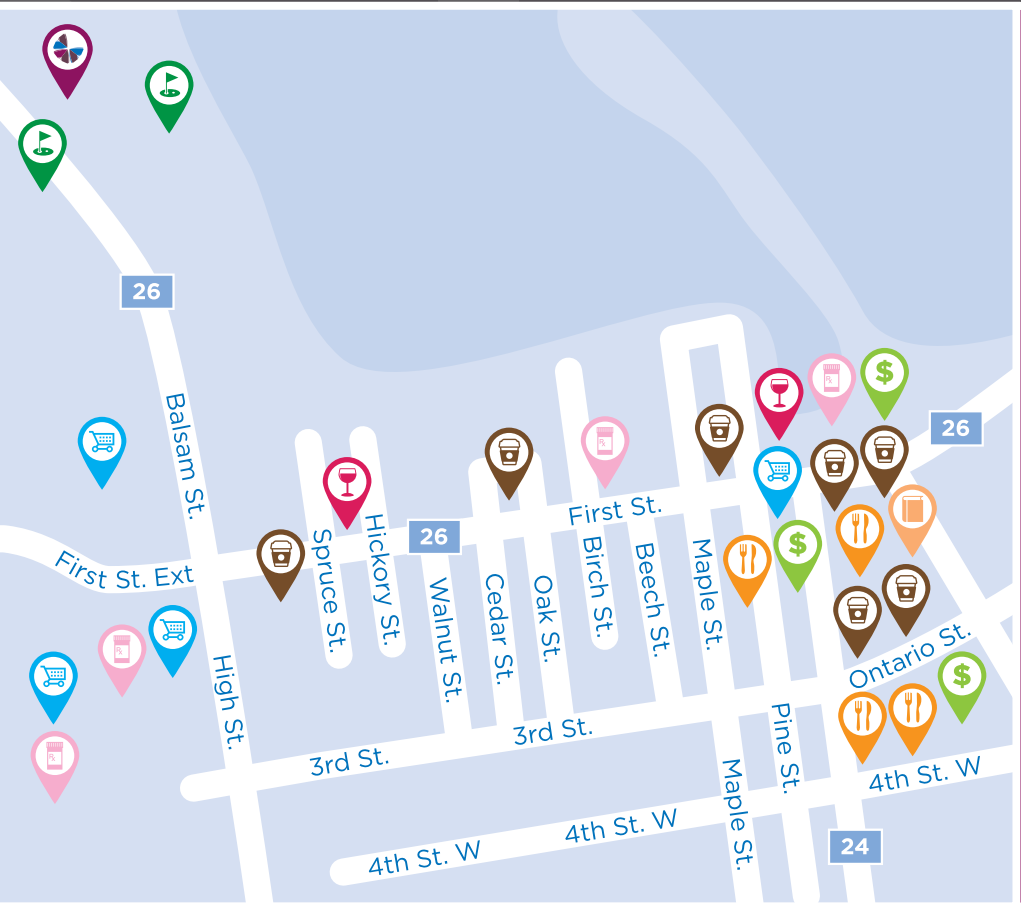 26
Balsam St.
$
26
First St. Ext
Spruce St.
Hickory St.
26
First St.
Walnut St.
Cedar St.
Oak St.
Birch St.
Beech St.
Maple St.
$
High St.
3rd St.
3rd St.
Ontario St.
$
Pine St.
Maple St.
4th St. W
4th St. W
4th St. W
24